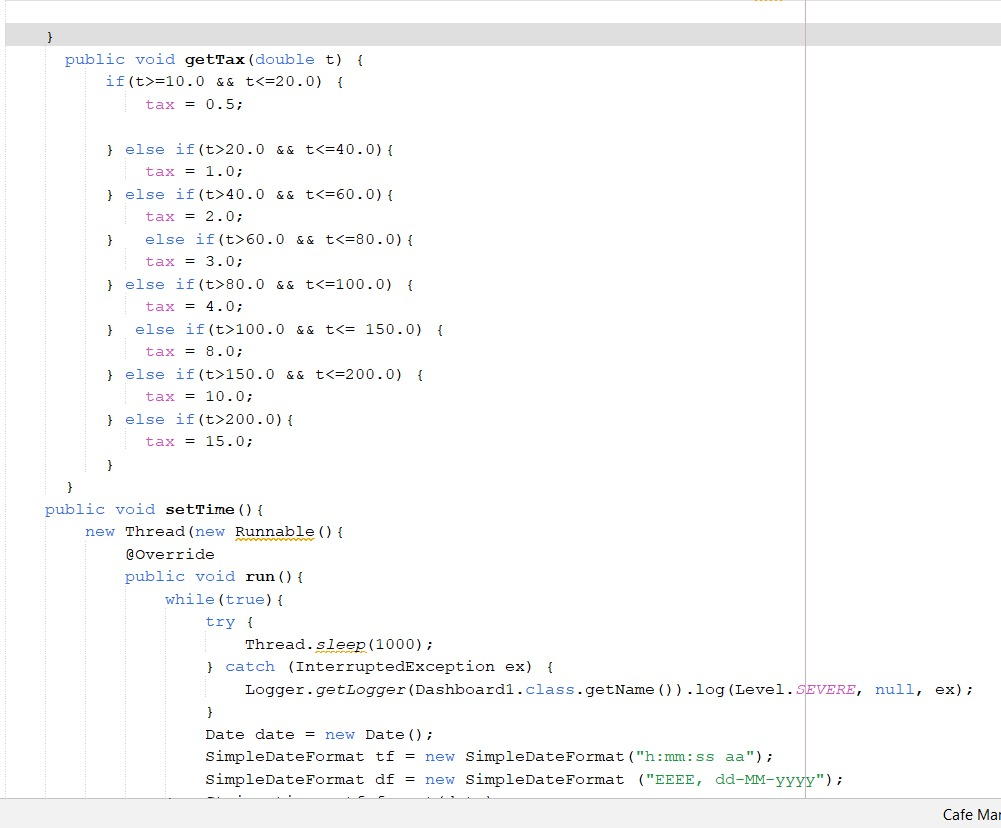 }
public void getTax(double t) {
if(t>=10.0 && t<=20.0) {
tax = 0.5;
} else if(t>20.0 && t<=40.0){
tax = 1.0;
} else if(t>40.0 && t<=60.0){
tax = 2.0;
}   else if(t>60.0 && t<=80.0){
tax = 3.0;
} else if(t>80.0 && t<=100.0) {
tax = 4.0;
}  else if(t>100.0 && t<= 150.0) {
tax = 8.0;
} else if(t>150.0 && t<=200.0) {
tax = 10.0;
} else if(t>200.0){
tax = 15.0;
}
}
public void setTime(){
new Thread(new Runnable(){
@Override
public void run(){
while(true){
try {
Thread.sleep(1000);
} catch (InterruptedException ex) {
Logger.getLogger(Dashboard1.class.getName()).log(Level.SEVERE, null, ex);
}
Date date = new Date();
SimpleDateFormat tf = new SimpleDateFormat("h:mm:ss aa");
SimpleDateFormat df = new SimpleDateFormat ("EEEE, dd-MM-yyyy");
Cafe